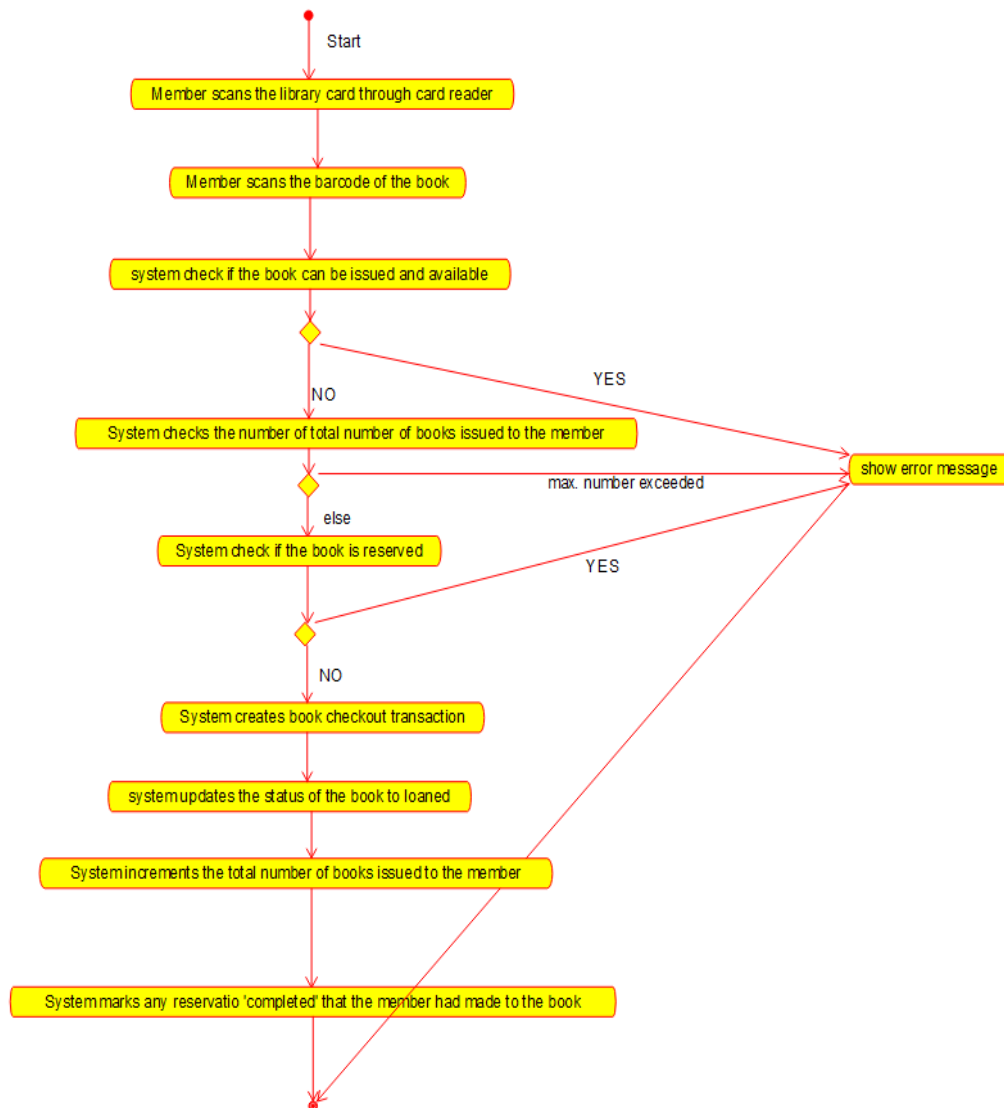 Start
Member scans the library card through card reader
Member scans the barcode of the book
system check if the book can be issued and available
YES
NO
System checks the number of total number of books issued to the member
show error message
max. number exceeded
else
System check if the book is reserved
YES
NO
System creates book checkout transaction
system updates the status of the book to loaned
System increments the total number of books issued to the member
System marks any reservatio 'completed' that the member had made to the book